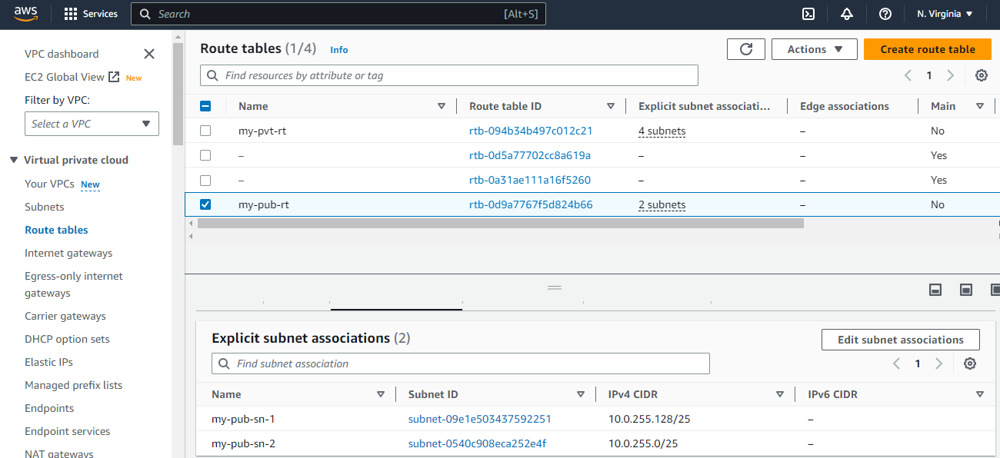 aws Services Search [Alt+S] N. Virginia
VPC dashboard
EC2 Global View New
Filter by VPC:
Select a VPC
Virtual private cloud
Your VPCs New
Subnets
Route tables
Internet gateways
Egress-only internet
gateways
Carrier gateways
DHCP option sets
Elastic IPs
Managed prefix lists
Endpoints
Endpoint services
NAT gateways
Route tables (1/4) Info Actions Create route table
Find resources by attribute or tag 1
Name Route table ID Explicit subnet associati... Edge associations Main
my-pvt-rt rtb-094b34b497c012c21 4 subnets – No
– rtb-0d5a77702cc8a619a – – Yes
– rtb-0a31ae111a16f5260 – – Yes
my-pub-rt rtb-0d9a7767f5d824b66 2 subnets – No
Explicit subnet associations (2) Edit subnet associations
Find subnet association 1
Name Subnet ID IPv4 CIDR IPv6 CIDR
my-pub-sn-1 subnet-09e1e503437592251 10.0.255.128/25 –
my-pub-sn-2 subnet-0540c908eca252e4f 10.0.255.0/25 –